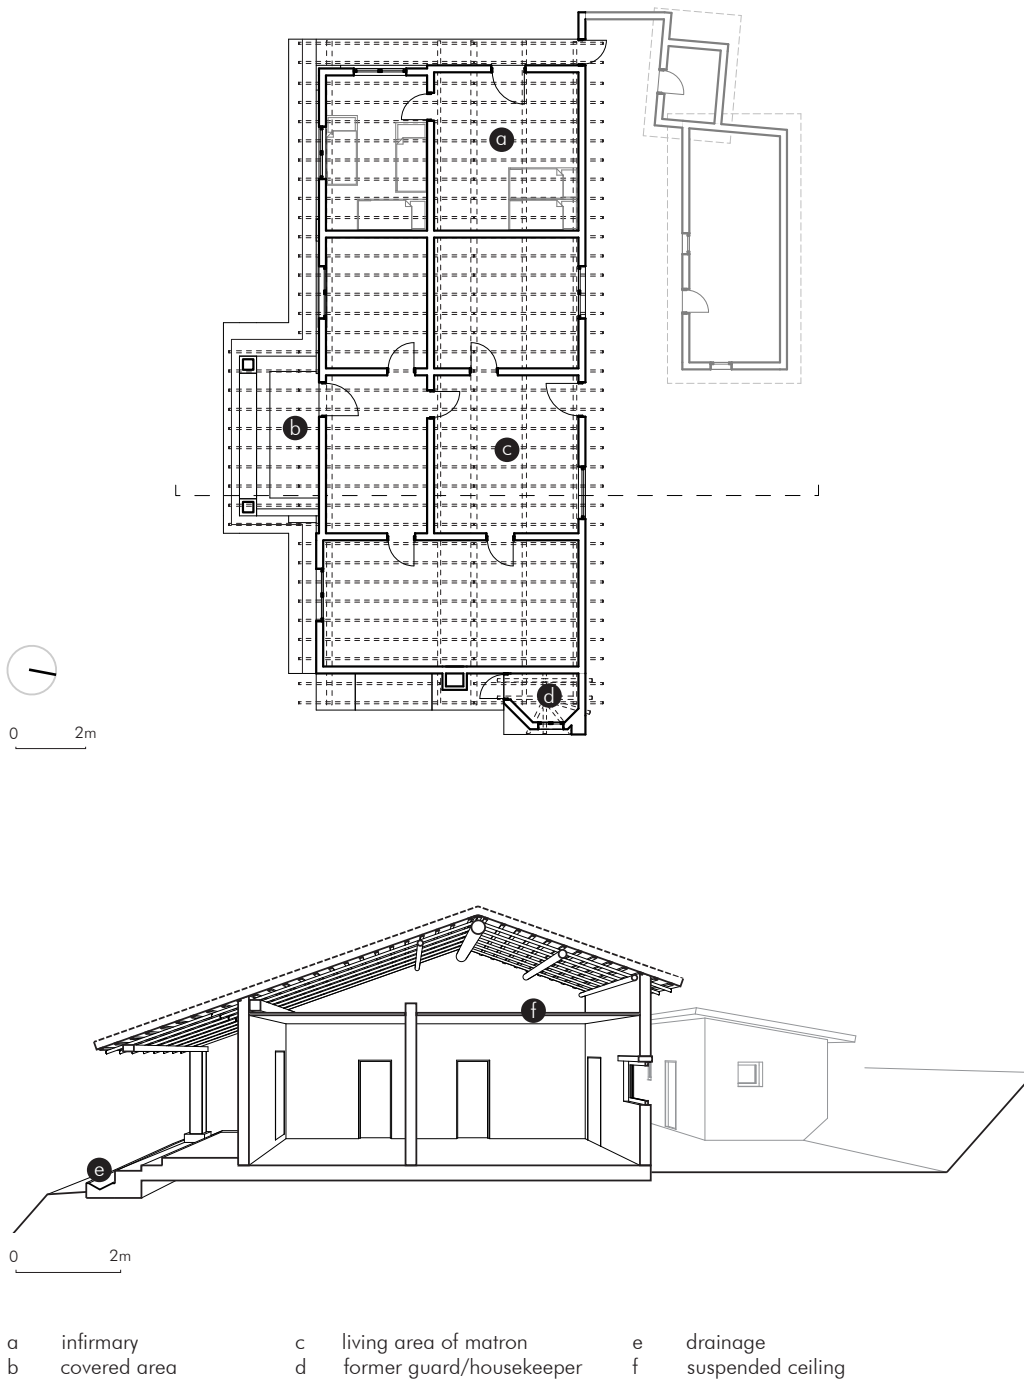 a
b
c
0 2m
d
f
e
0 2m
a infirmary c living area of matron e drainage
b covered area d former guard/housekeeper f suspended ceiling